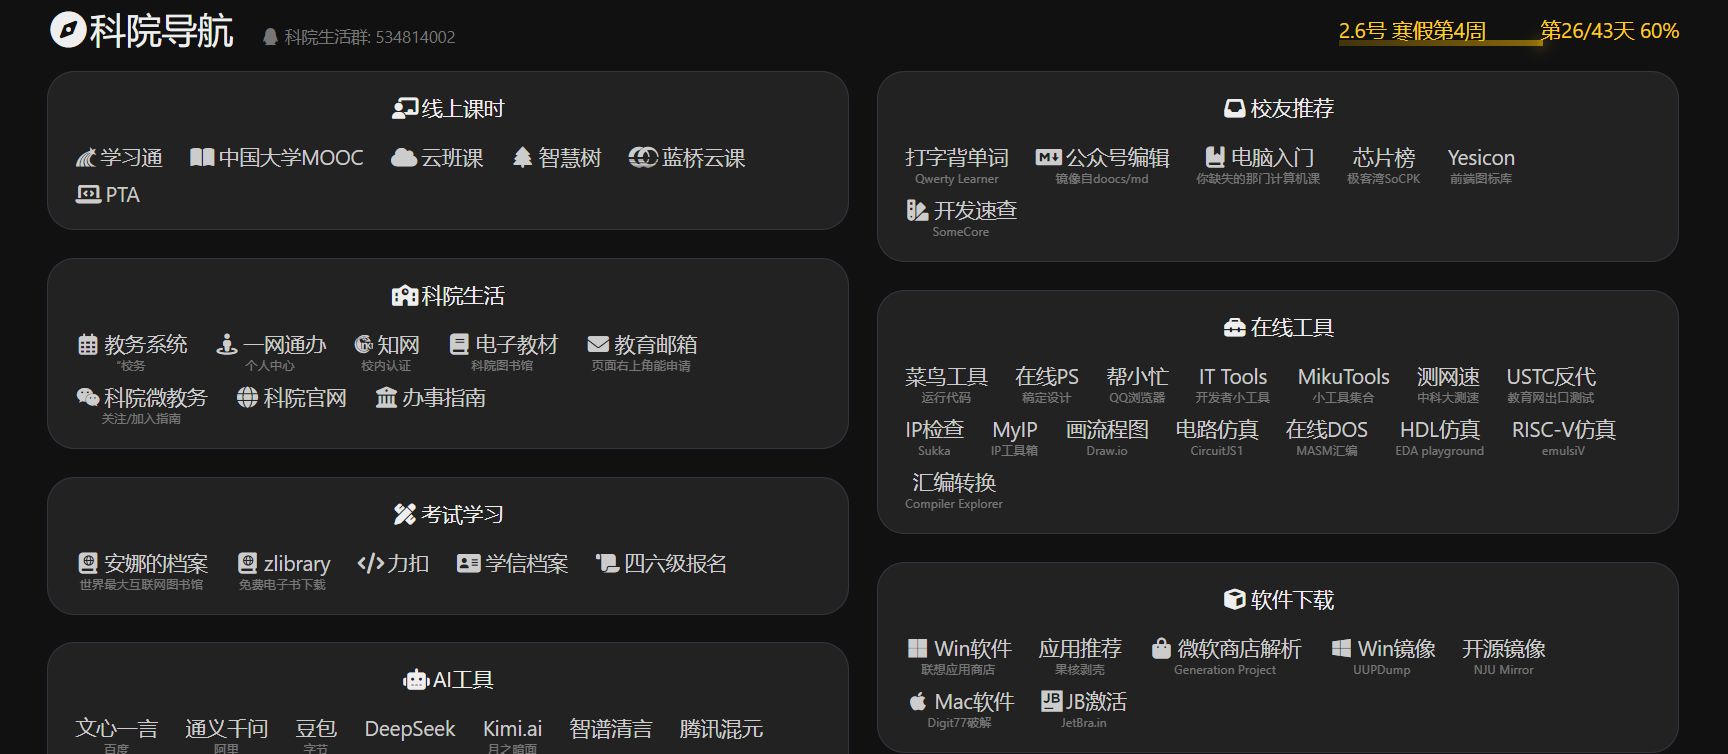 科院导航
科院生活群: 534814002
2.6号 寒假第4周 第26/43天 60%
线上课时
学习通 中国大学MOOC 云班课 智慧树 蓝桥云课
PTA
科院生活
教务系统 一网通办 知网 电子教材 教育邮箱
"校务 个人中心 校内认证 科院图书馆 页面右上角能申请
科院微教务 科院官网 办事指南
关注/加入指南
考试学习
安娜的档案 zlibrary 力扣 学信档案 四六级报名
世界最大互联网图书馆 免费电子书下载
AI工具
文心一言 通义千问 豆包 DeepSeek Kimi.ai 智谱清言 腾讯混元
百度 阿里 字节 月之暗面
校友推荐
打字背单词 公众号编辑 电脑入门 芯片榜 Yesicon
Qwerty Learner 镜像自doocs/md 你缺失的那门计算机课 极客湾SoCPK 前端图标库
开发速查
SomeCore
在线工具
菜鸟工具 在线PS 帮小忙 IT Tools MikuTools 测网速 USTC反代
运行代码 稿定设计 QQ浏览器 开发者小工具 小工具集合 中科大测速 教育网出口测试
IP检查 MyIP 画流程图 电路仿真 在线DOS HDL仿真 RISC-V仿真
Sukka IP工具箱 Draw.io CircuitJS1 MASM汇编 EDA playground emulsiV
汇编转换
Compiler Explorer
软件下载
Win软件 应用推荐 微软商店解析 Win镜像 开源镜像
联想应用商店 果核剥壳 Generation Project UUPDump NJU Mirror
Mac软件 JB激活
Digit77破解 JetBra.in